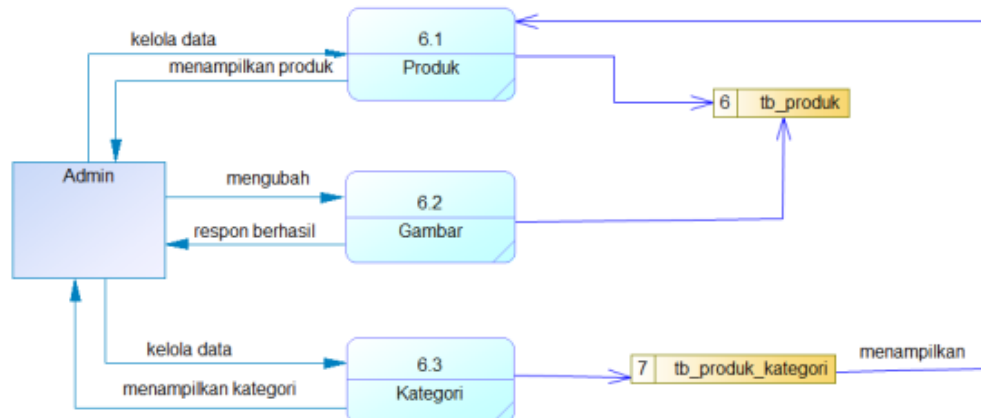 kelola data
6.1
Produk
menampilkan produk
6 tb_produk
Admin
mengubah
6.2
Gambar
respon berhasil
kelola data
6.3
Kategori
menampilkan kategori
7 tb_produk_kategori
menampilkan